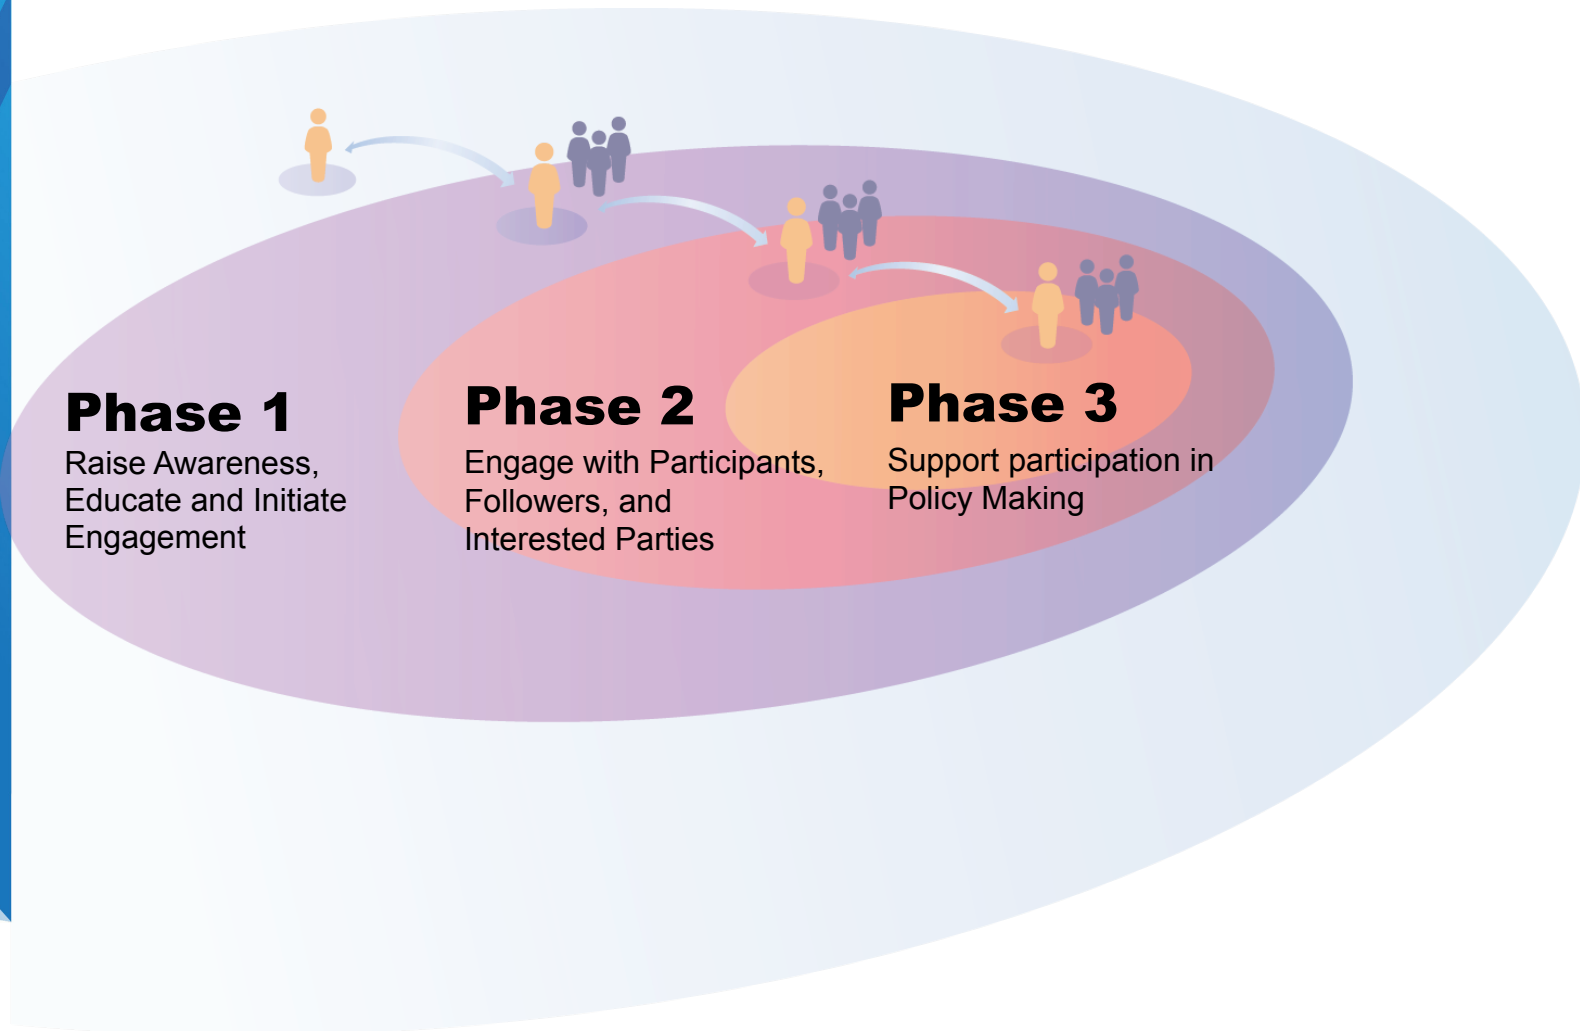 Phase 1
Raise Awareness,
Educate and Initiate
Engagement
Phase 2
Engage with Participants,
Followers, and
Interested Parties
Phase 3
Support participation in
Policy Making